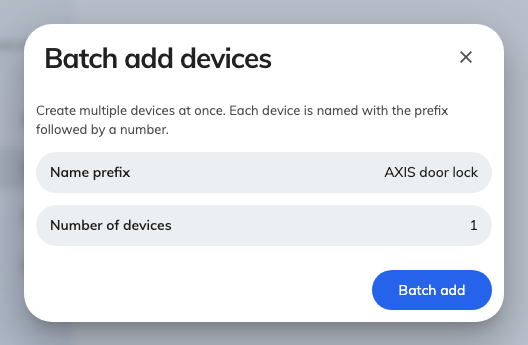 Batch add devices
Create multiple devices at once. Each device is named with the prefix
followed by a number.
Name prefix AXIS door lock
Number of devices 1
Batch add